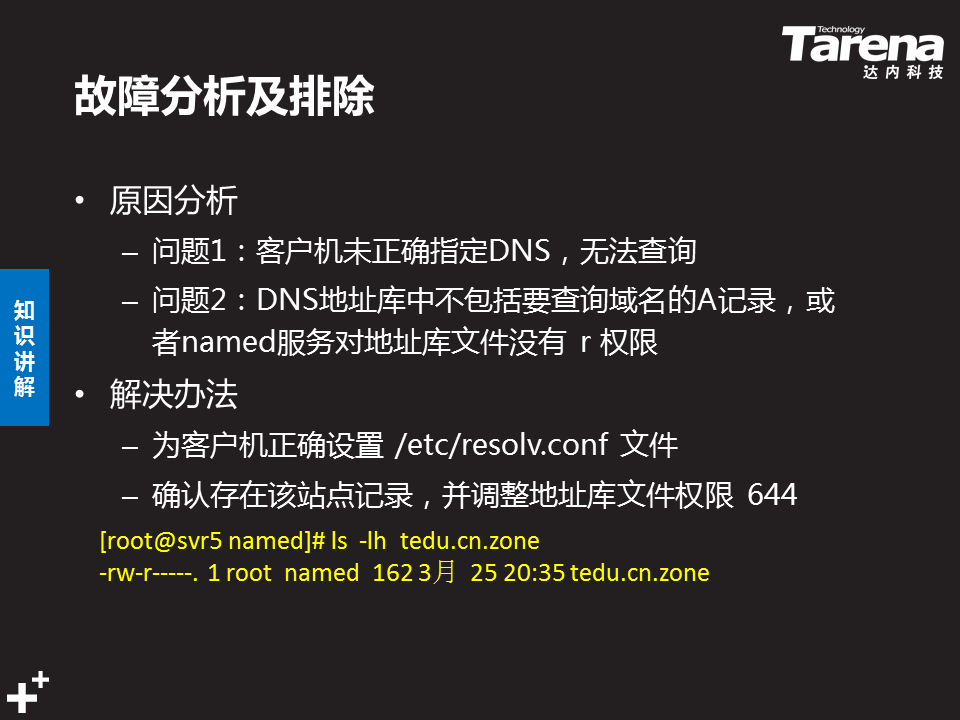 Technology
Tarena
达内科技
故障分析及排除
• 原因分析
– 问题1：客户机未正确指定DNS，无法查询
– 问题2：DNS地址库中不包括要查询域名的A记录，或
者named服务对地址库文件没有 r 权限
• 解决办法
– 为客户机正确设置 /etc/resolv.conf 文件
– 确认存在该站点记录，并调整地址库文件权限 644
[root@svr5 named]# ls -lh tedu.cn.zone
-rw-r-----. 1 root named 162 3月 25 20:35 tedu.cn.zone
知
识
讲
解